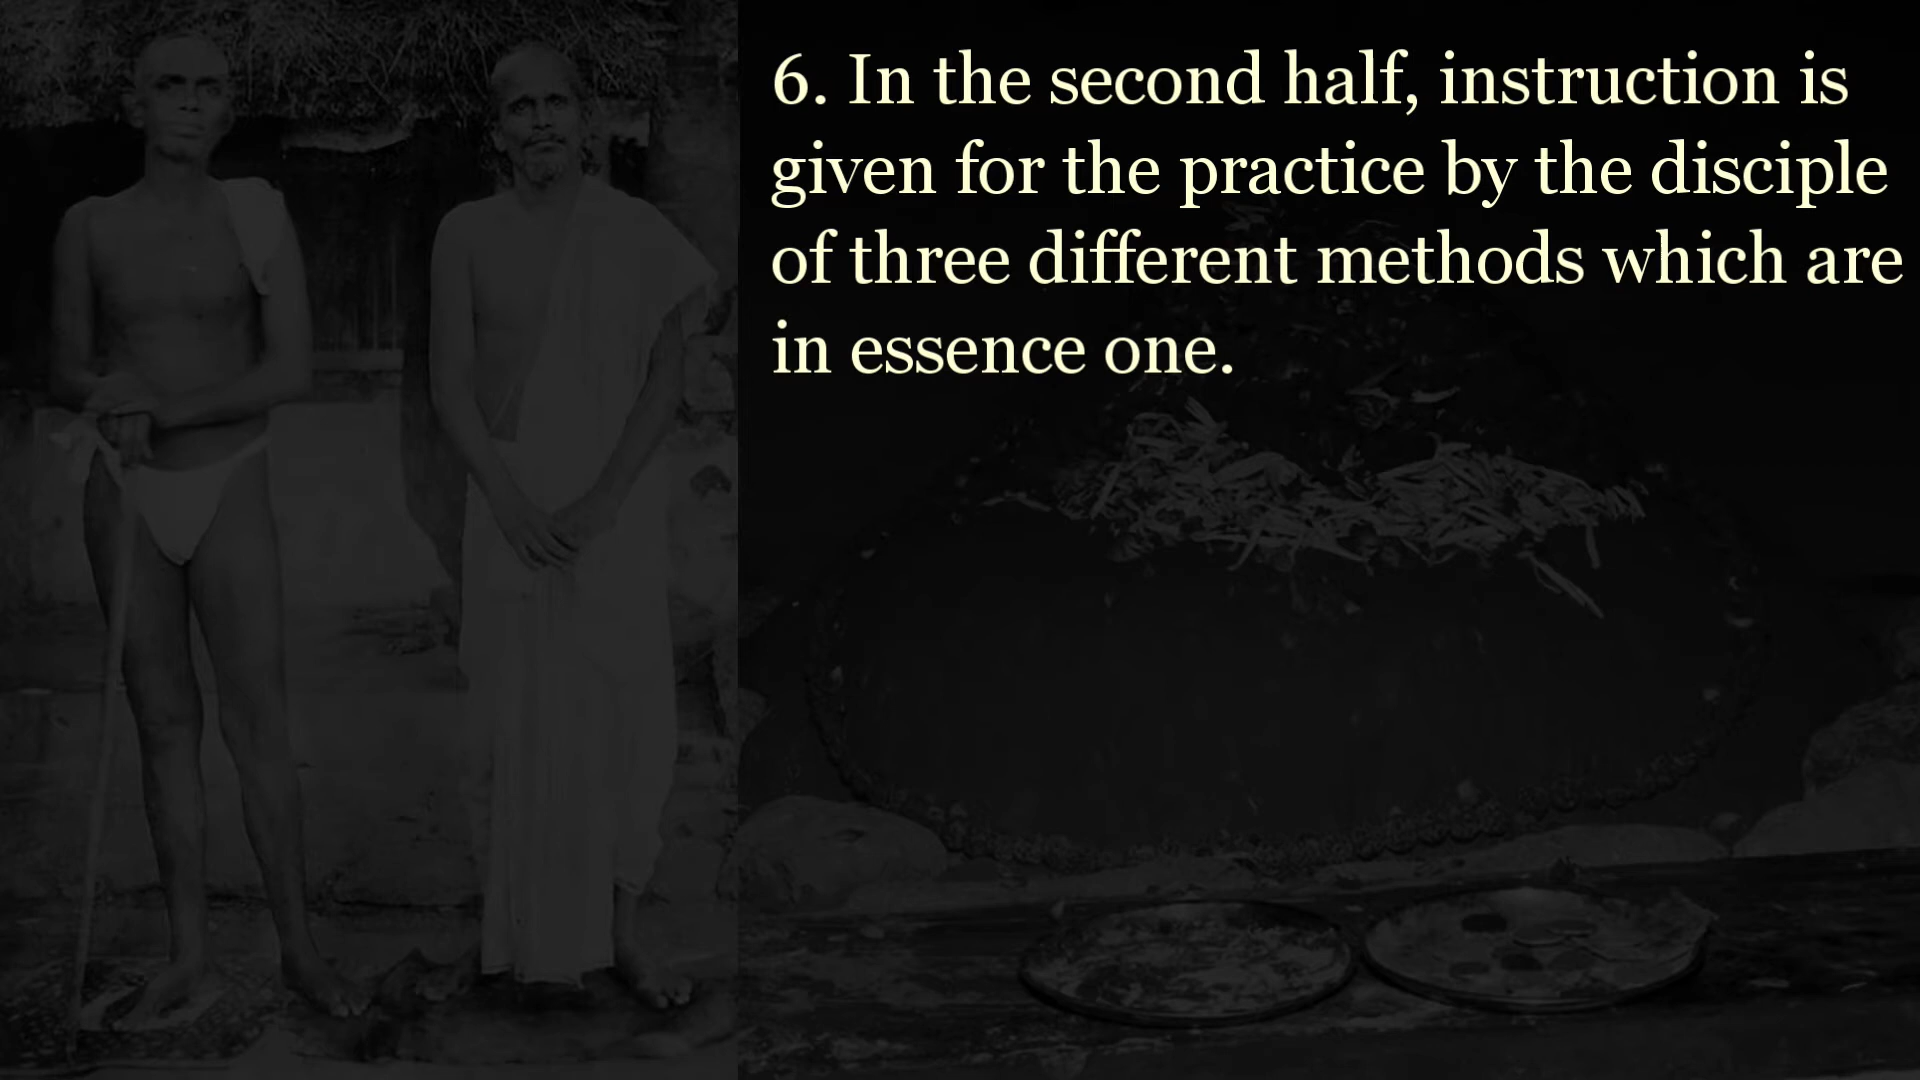 6. In the second half, instruction is
given for the practice by the disciple
of three different methods which are
in essence one.